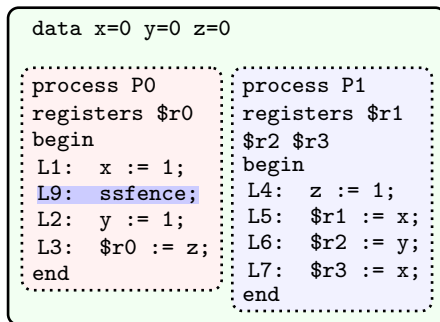 data x=0 y=0 z=0
process P0
registers $r0
begin
L1: x := 1;
L9: ssfence;
L2: y := 1;
L3: $r0 := z;
end
process P1
registers $r1
$r2 $r3
begin
L4: z := 1;
L5: $r1 := x;
L6: $r2 := y;
L7: $r3 := x;
end